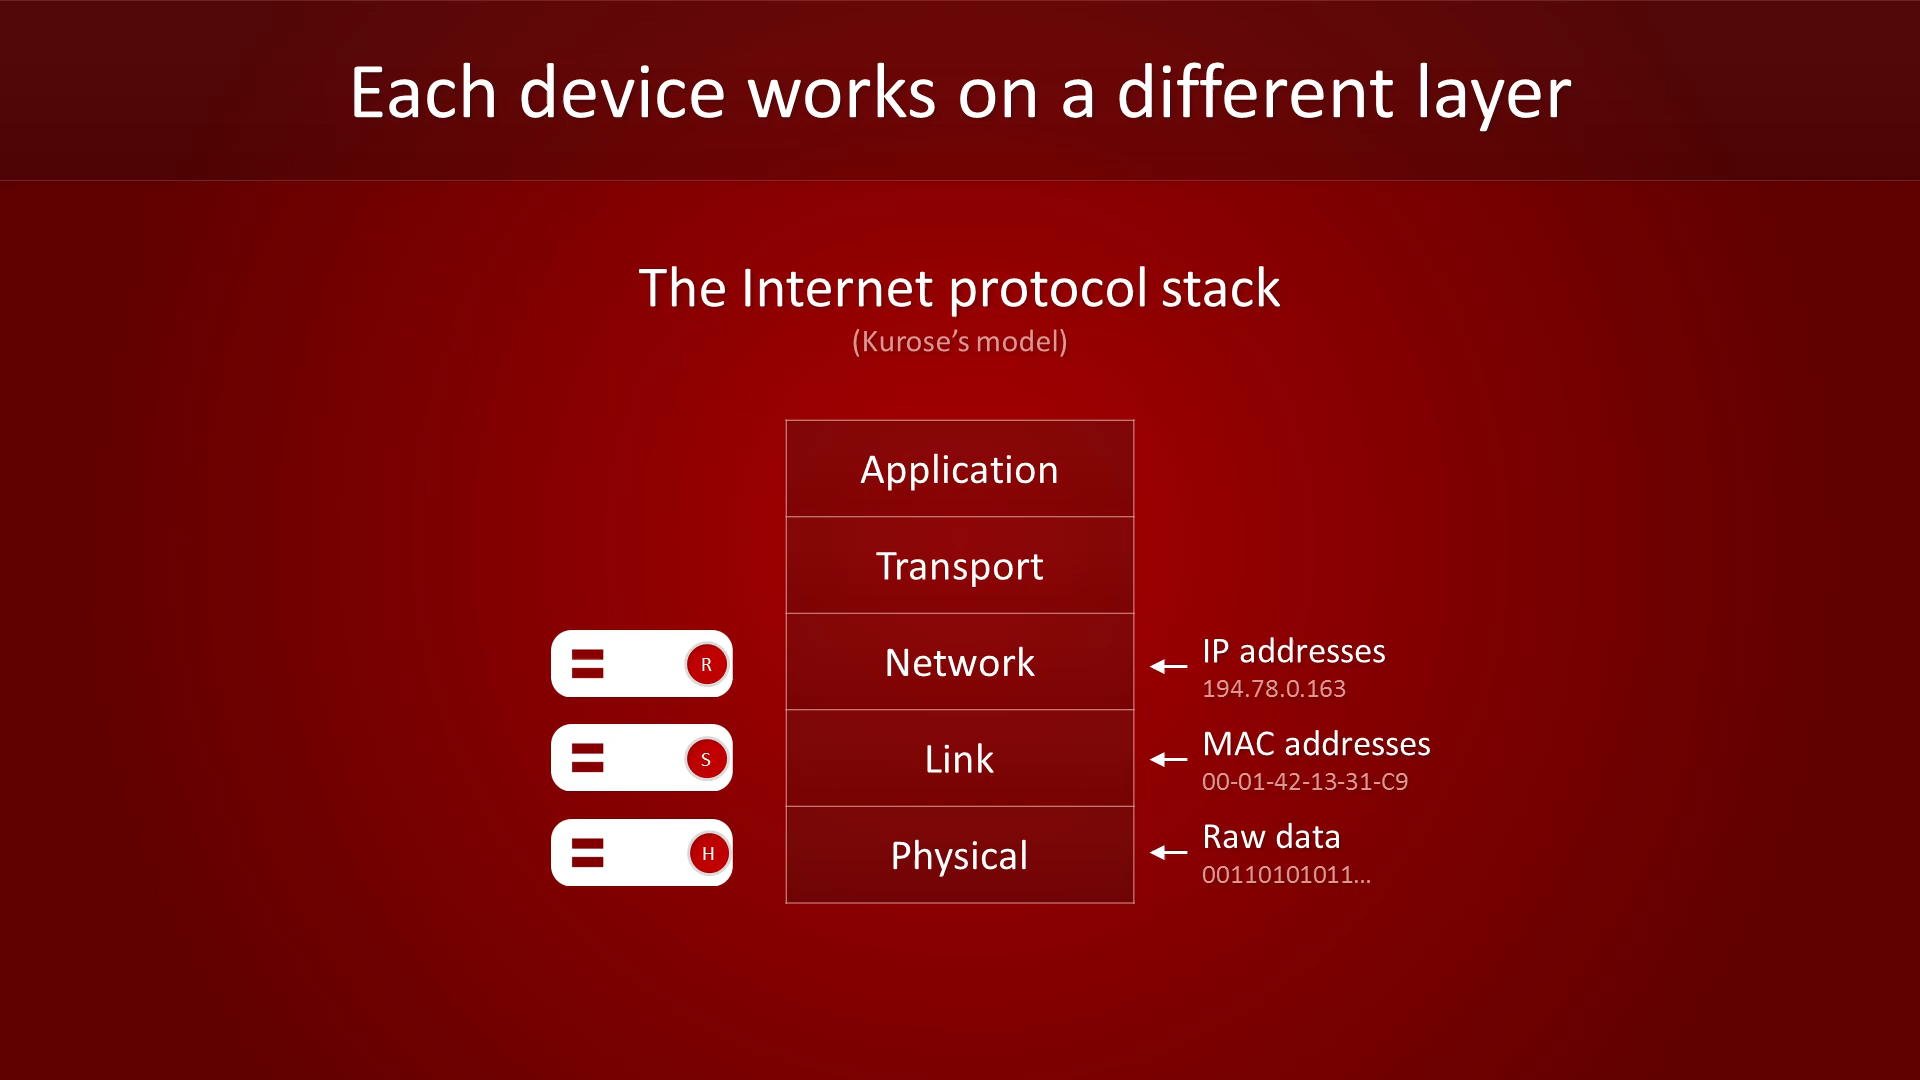 Each device works on a different layer
The Internet protocol stack
(Kurose’s model)
Application
Transport
R
Network
IP addresses
194.78.0.163
S
Link
MAC addresses
00-01-42-13-31-C9
H
Physical
Raw data
00110101011...